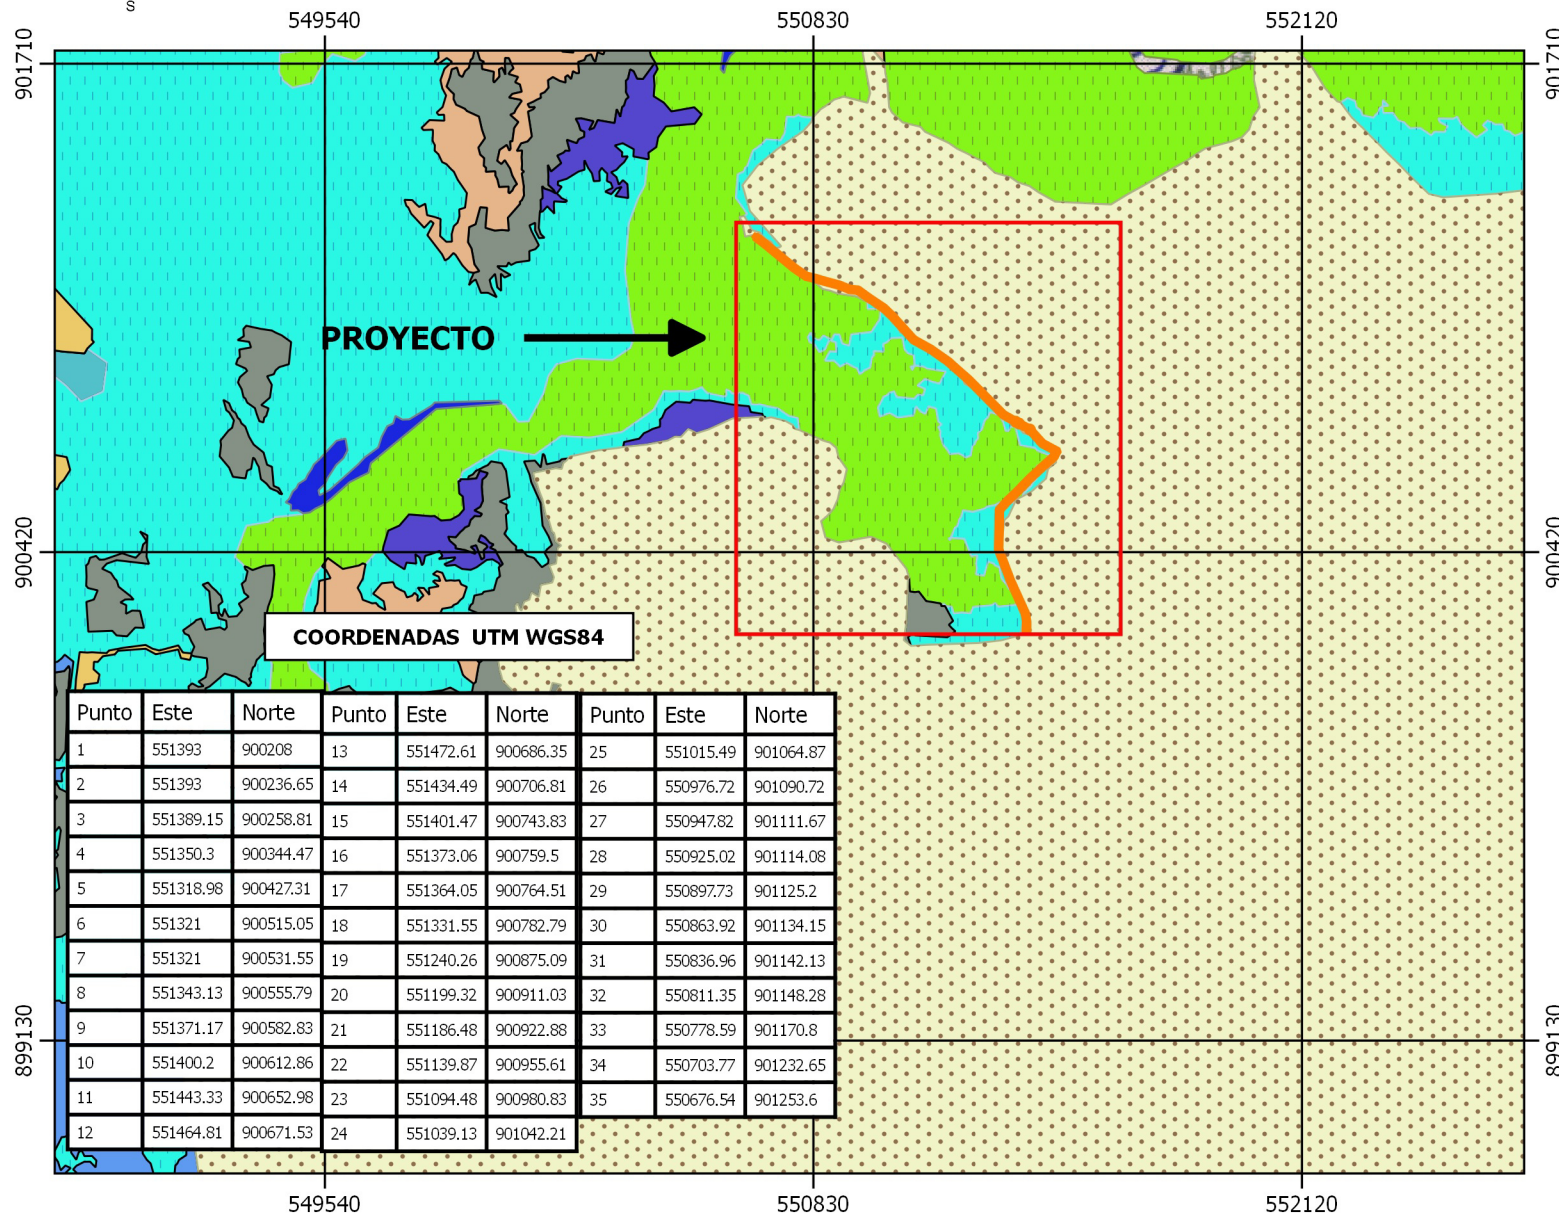 s
549540 550830 552120
901710 901710
PROYECTO
900420 900420
COORDENADAS UTM WGS84
Punto Este Norte Punto Este Norte Punto Este Norte
1 551393 900208 13 551472.61 900686.35 25 551015.49 901064.87
2 551393 900236.65 14 551434.49 900706.81 26 550976.72 901090.72
3 551389.15 900258.81 15 551401.47 900743.83 27 550947.82 901111.67
4 551350.3 900344.47 16 551373.06 900759.5 28 550925.02 901114.08
5 551318.98 900427.31 17 551364.05 900764.51 29 550897.73 901125.2
6 551321 900515.05 18 551331.55 900782.79 30 550863.92 901134.15
7 551321 900531.55 19 551240.26 900875.09 31 550836.96 901142.13
8 551343.13 900555.79 20 551199.32 900911.03 32 550811.35 901148.28
9 551371.17 900582.83 21 551186.48 900922.88 33 550778.59 901170.8
10 551400.2 900612.86 22 551139.87 900955.61 34 550703.77 901232.65
11 551443.33 900652.98 23 551094.48 900980.83 35 550676.54 901253.6
12 551464.81 900671.53 24 551039.13 901042.21
899130 899130
549540 550830 552120